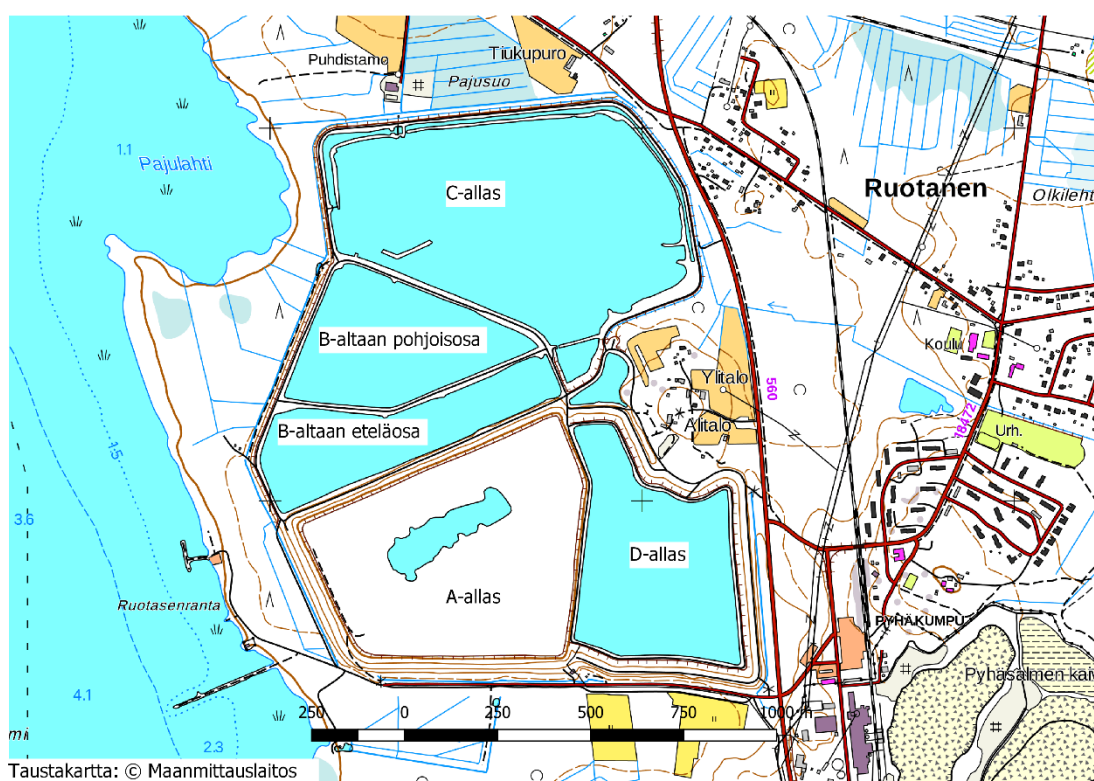 Puhdistamo
Tiukupuro
Pajusuo
1.1
Pajulahti
C-allas
Ruotanen
Olkileht
B-altaan pohjoisosa
Koulu
Ylitalo
560
Alitalo
18472
Urh.
B-altaan eteläosa
1.5
3.6
D-allas
A-allas
Ruotasenranta
PYHÄKUMPU
Pyhäsalmen kaiv
4.1
250 0 250 500 750 1000 m
mi
2.3
Taustakartta: © Maanmittauslaitos